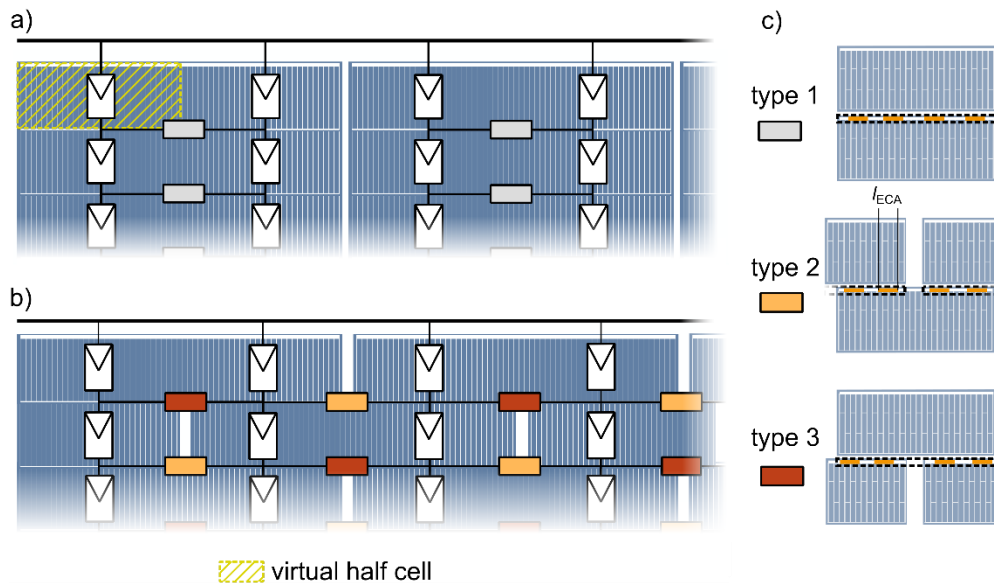 a)
b)
virtual half cell
c)
type 1
lECA
type 2
type 3